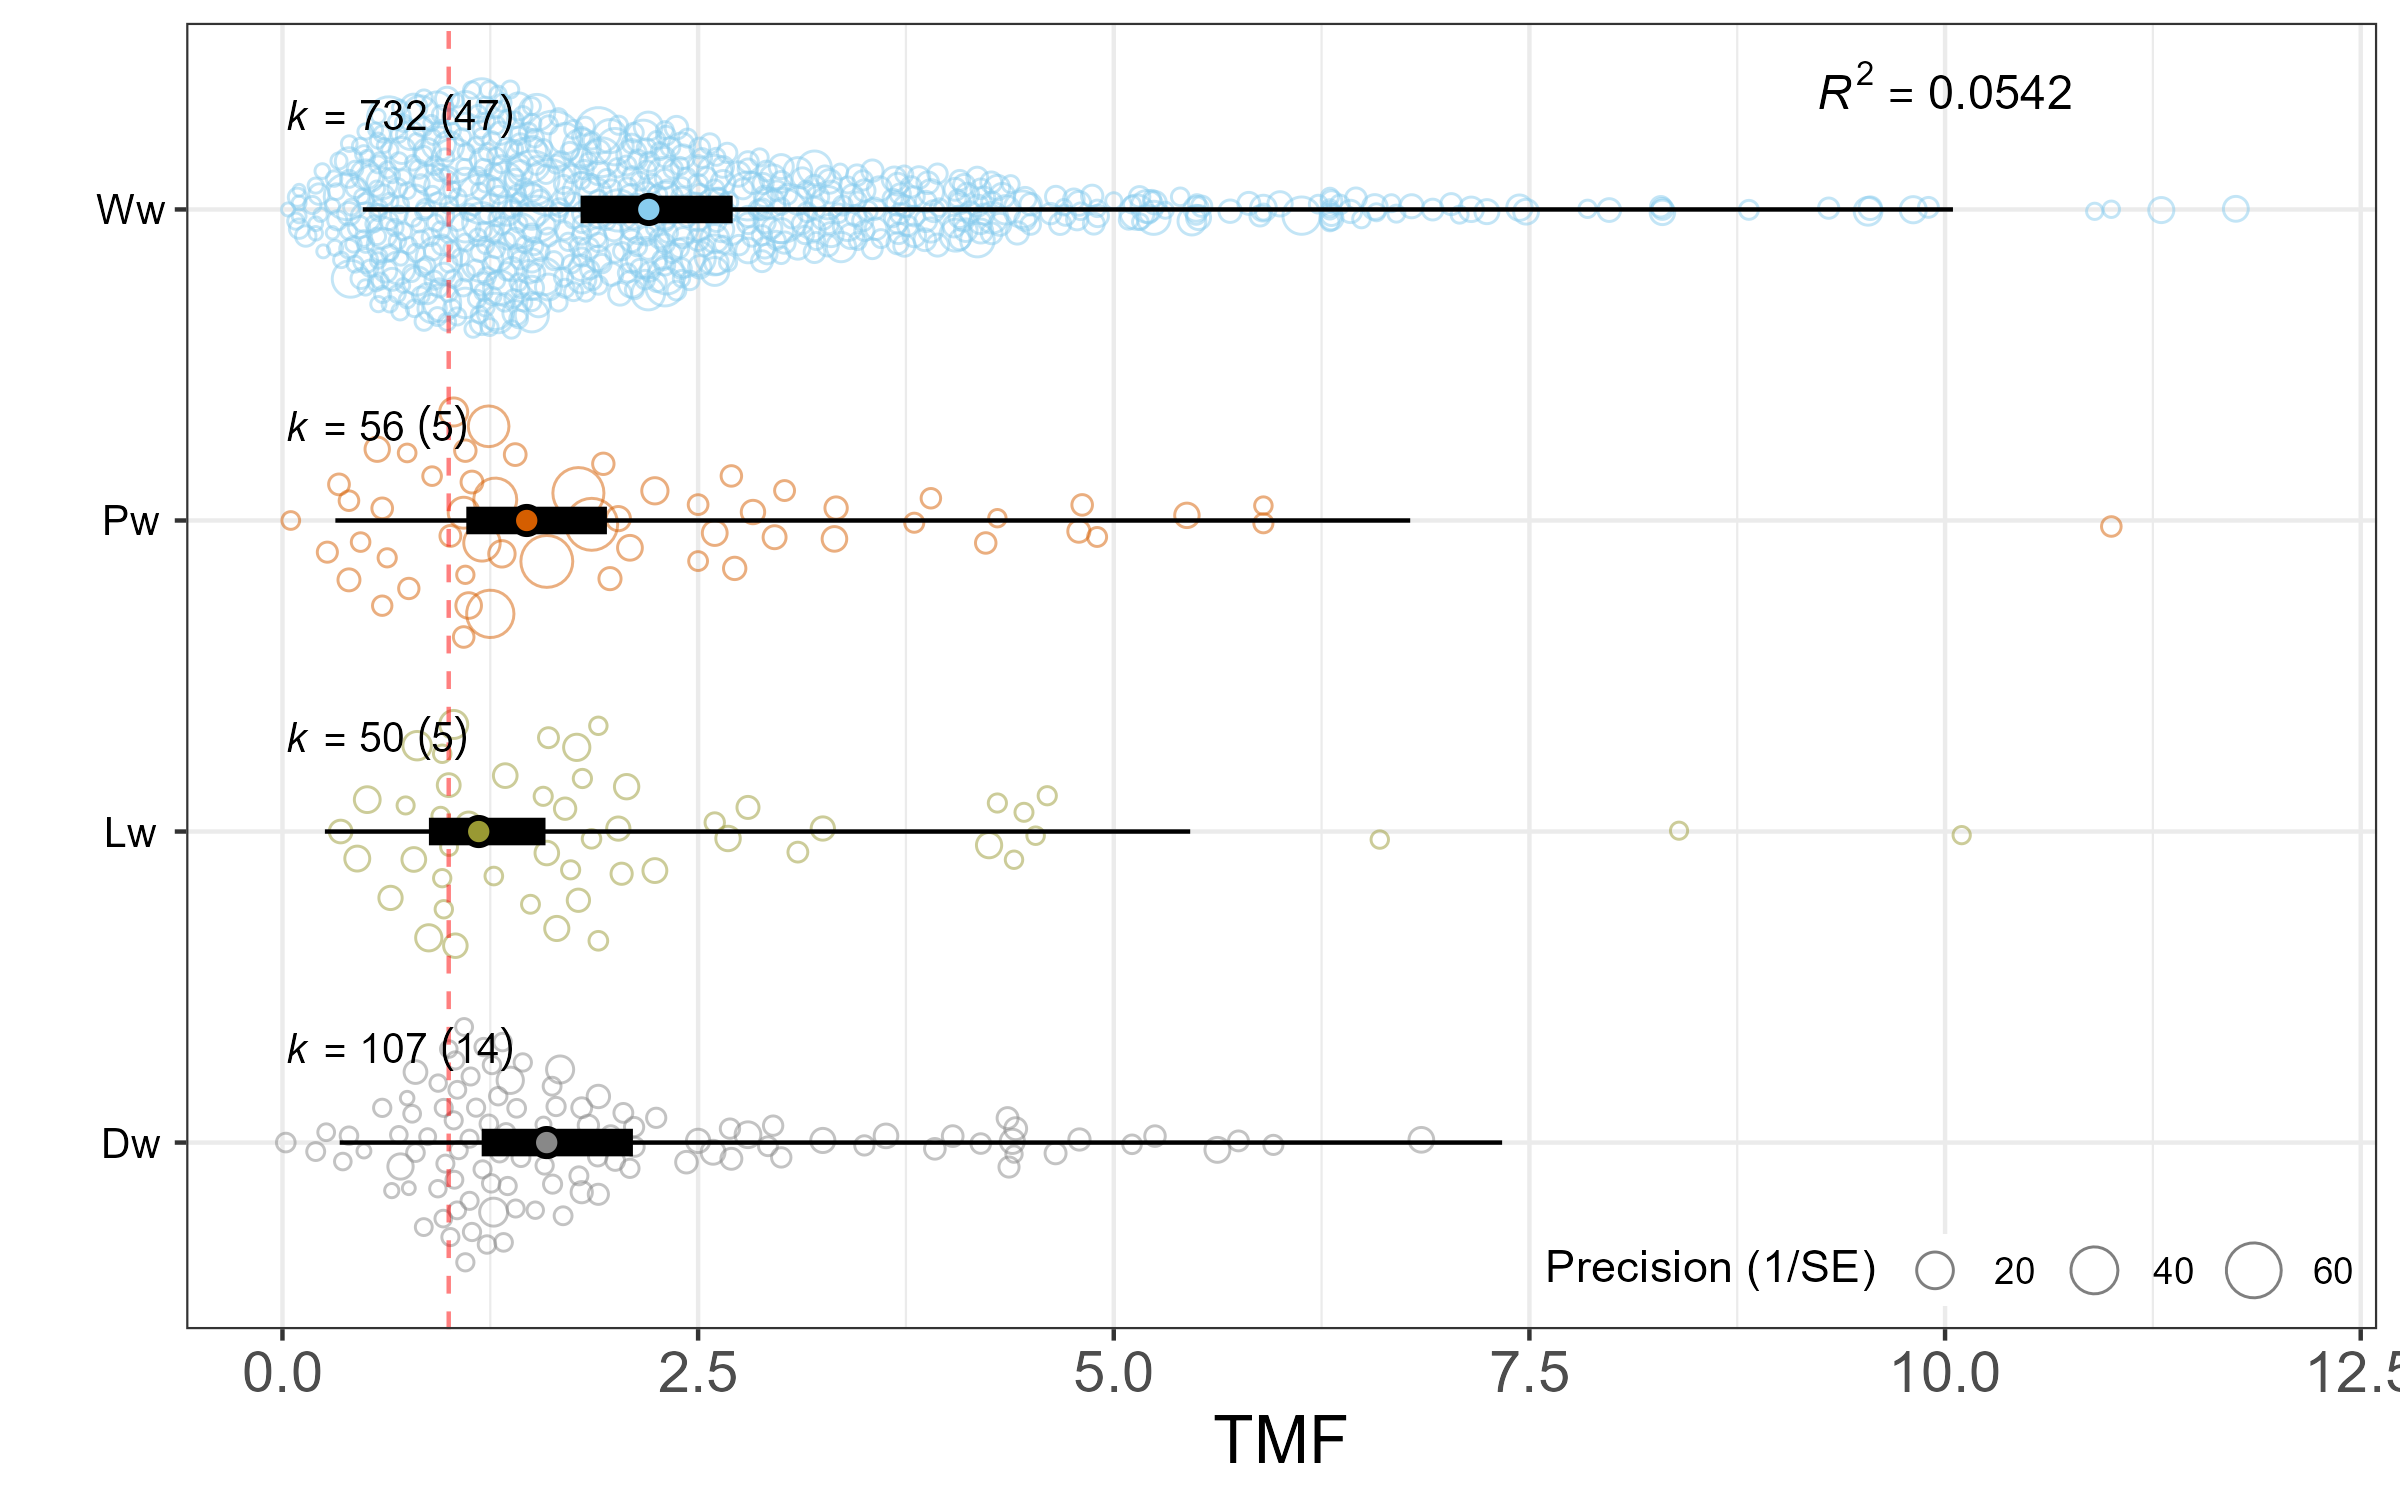 R² = 0.0542
k = 732 (47)
Ww
k = 56 (5)
Pw
k = 50 (5)
Lw
k = 107 (14)
Dw
Precision (1/SE) 20 40 60
0.0 2.5 5.0 7.5 10.0 12.5
TMF